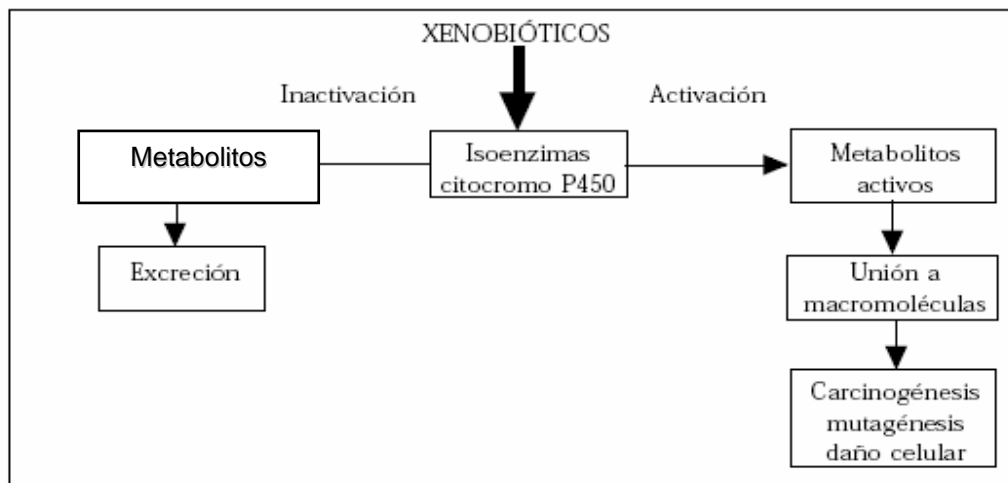 XENOBIÓTICOS
Inactivación
Activación
Metabolitos
Isoenzimas
citocromo P450
Metabolitos
activos
Excreción
Unión a
macromoléculas
Carcinogénesis
mutagénesis
daño celular